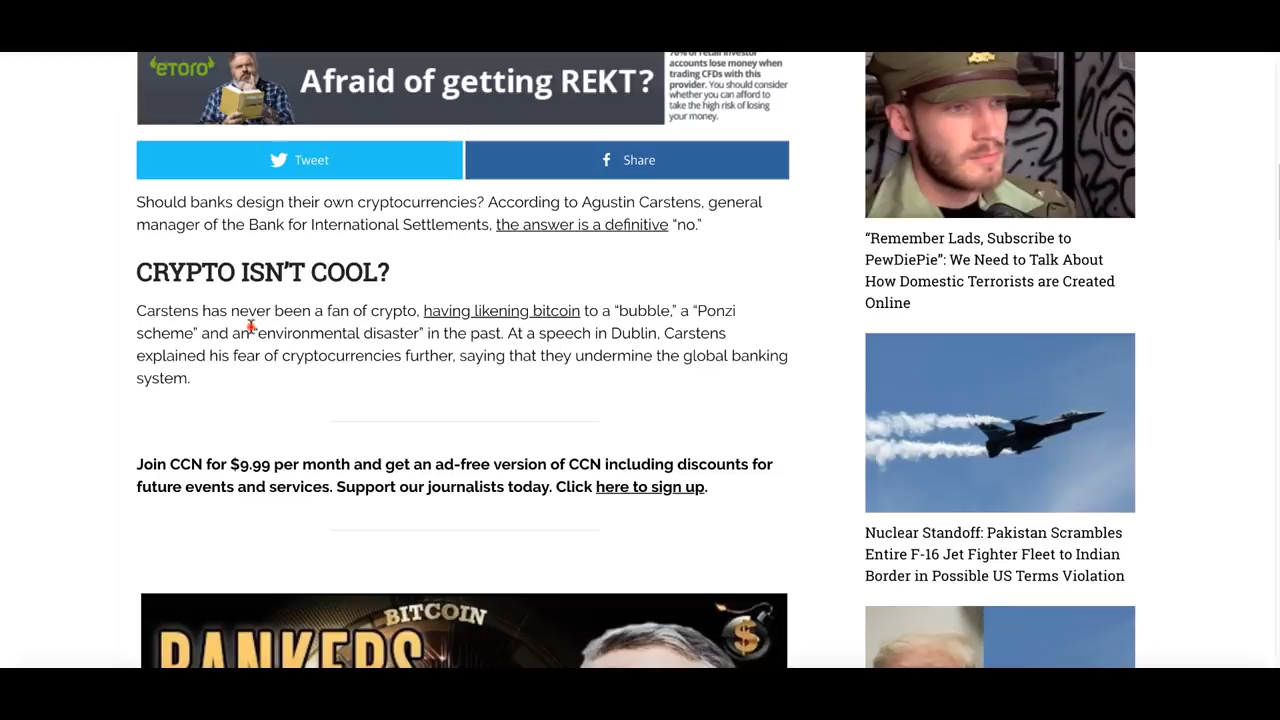 eToro
Afraid of getting REKT?
accounts lose money when
trading CFDs with this
provider. You should consider
whether you can afford to
take the high risk of losing
your money.
Tweet
Share
Should banks design their own cryptocurrencies? According to Agustin Carstens, general
manager of the Bank for International Settlements, the answer is a definitive “no.”
CRYPTO ISN'T COOL?
Carstens has never been a fan of crypto, having likening bitcoin to a “bubble,” a “Ponzi
scheme” and an “environmental disaster” in the past. At a speech in Dublin, Carstens
explained his fear of cryptocurrencies further, saying that they undermine the global banking
system.
Join CCN for $9.99 per month and get an ad-free version of CCN including discounts for
future events and services. Support our journalists today. Click here to sign up.
BITCOIN
BANKERS
$
“Remember Lads, Subscribe to
PewDiePie”: We Need to Talk About
How Domestic Terrorists are Created
Online
Nuclear Standoff: Pakistan Scrambles
Entire F-16 Jet Fighter Fleet to Indian
Border in Possible US Terms Violation